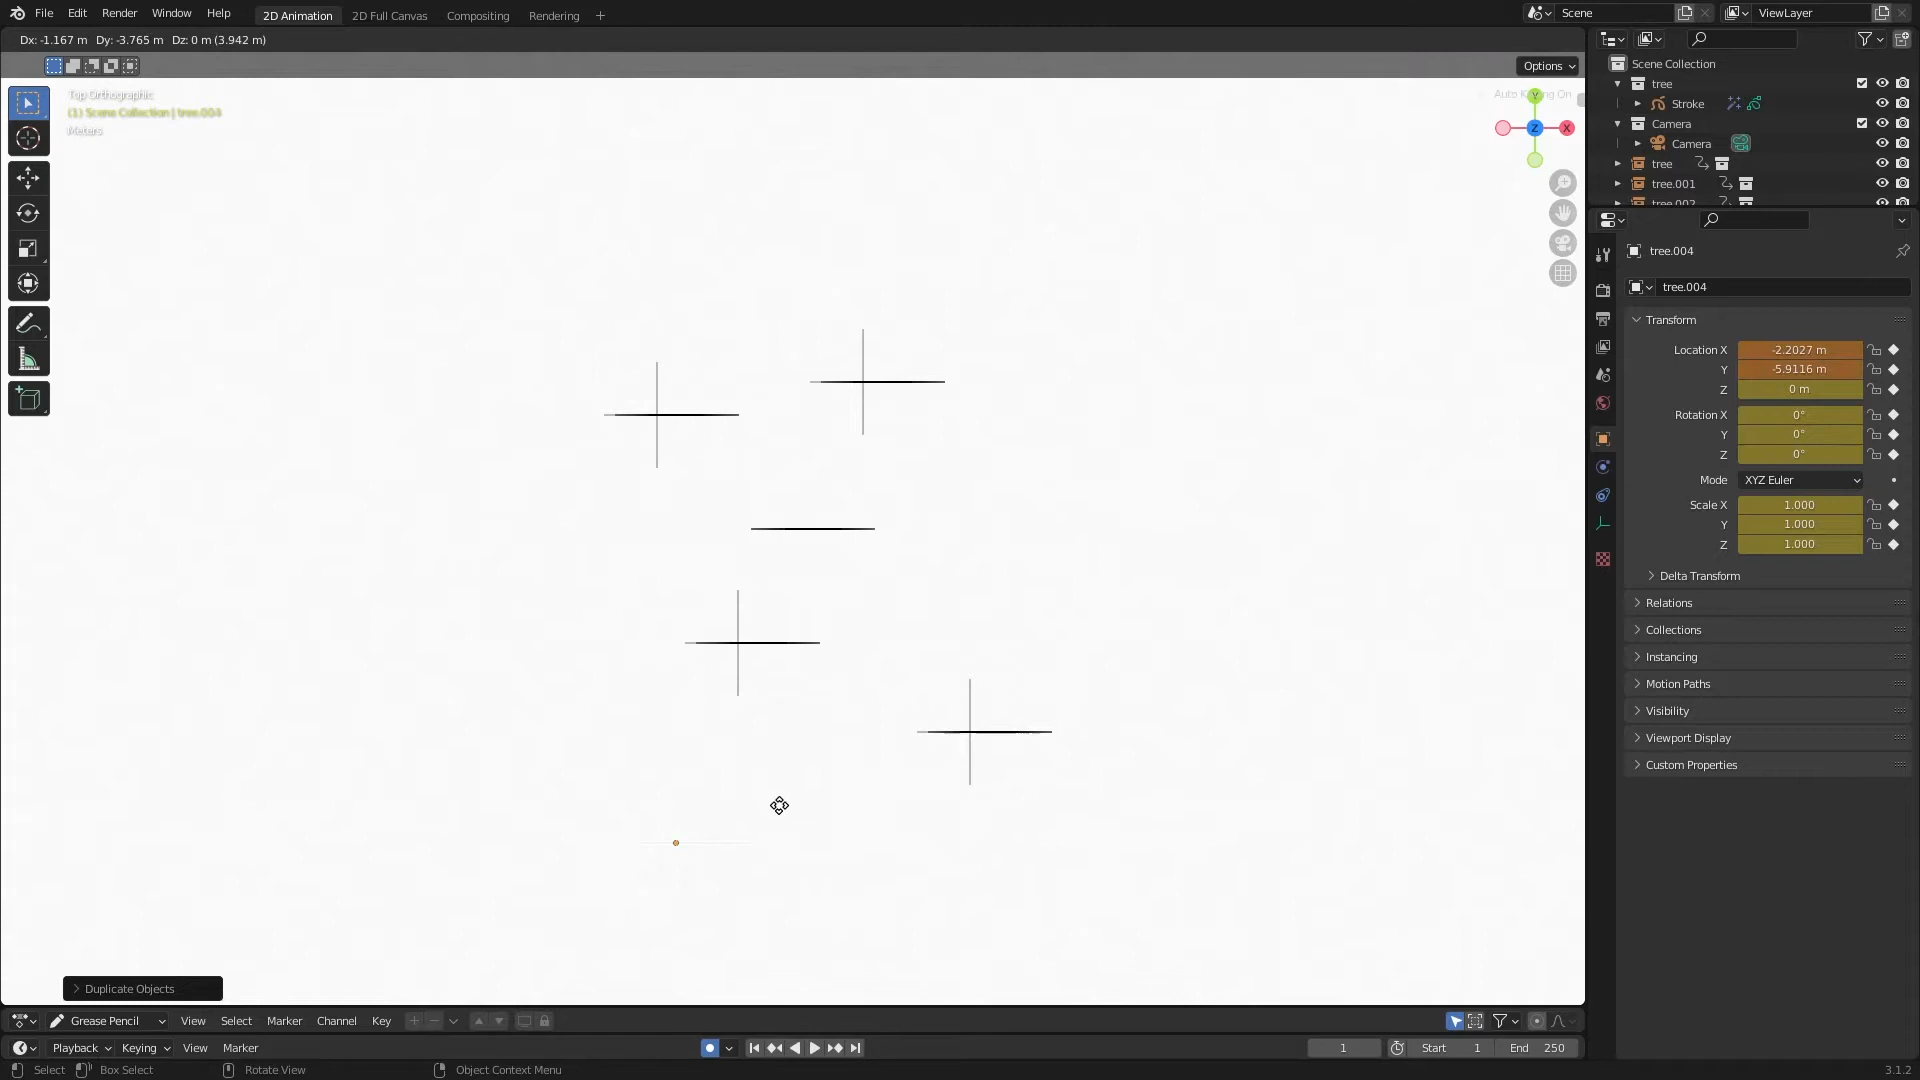 File Edit Render Window Help 2D Animation 2D Full Canvas Compositing Rendering + Scene ViewLayer
Dx: -1.167 m Dy: -3.765 m Dz: 0 m (3.942 m)
Options
Top Orthographic
(1) Scene Collection | tree.004
Meters
Auto Keying On
Y
Z
X
Scene Collection
tree
Stroke
Camera
Camera
tree
tree.001
tree.002
tree.004
tree.004
Transform
Location X -2.2027 m
Y -5.9116 m
Z 0 m
Rotation X 0°
Y 0°
Z 0°
Mode XYZ Euler
Scale X 1.000
Y 1.000
Z 1.000
Delta Transform
Relations
Collections
Instancing
Motion Paths
Visibility
Viewport Display
Custom Properties
Duplicate Objects
Grease Pencil View Select Marker Channel Key
Playback Keying View Marker 1 Start 1 End 250
Select Box Select Rotate View Object Context Menu 3.1.2